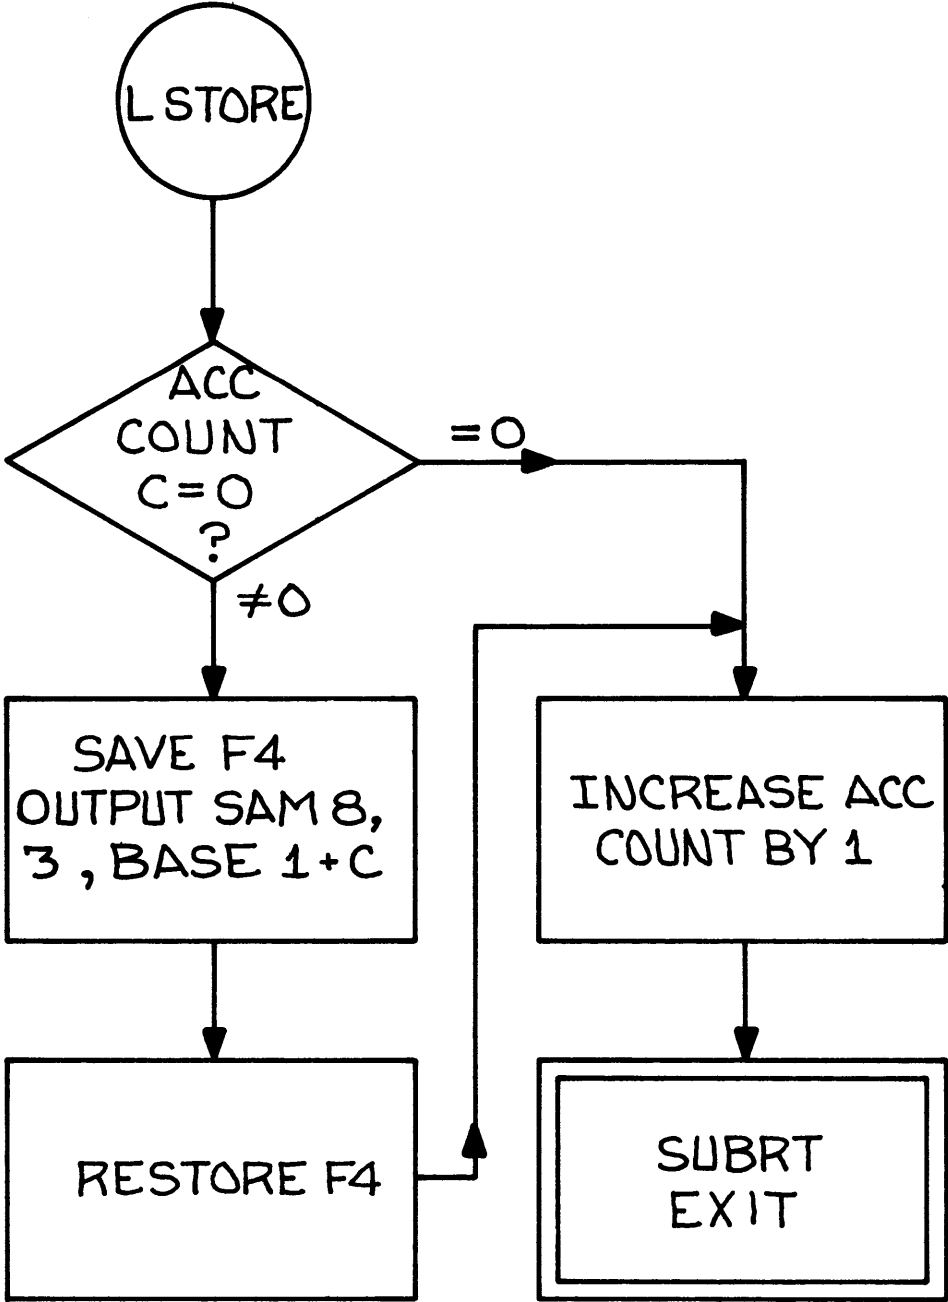 L STORE
ACC
COUNT
C=0
?
=0
≠0
SAVE F4
OUTPUT SAM 8,
3, BASE 1+C
INCREASE ACC
COUNT BY 1
RESTORE F4
SUBRT
EXIT